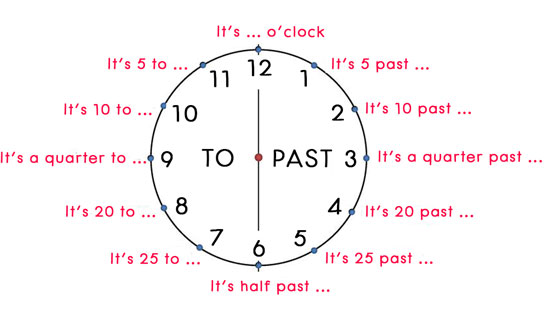 It's ... o'clock
It's 5 to ...
It's 5 past ...
11 12 1
It's 10 to ...
10
2
It's 10 past ...
It's a quarter to ...
9 TO PAST 3
It's a quarter past ...
It's 20 to ...
8
4
It's 20 past ...
7 6 5
It's 25 to ...
It's 25 past ...
It's half past ...